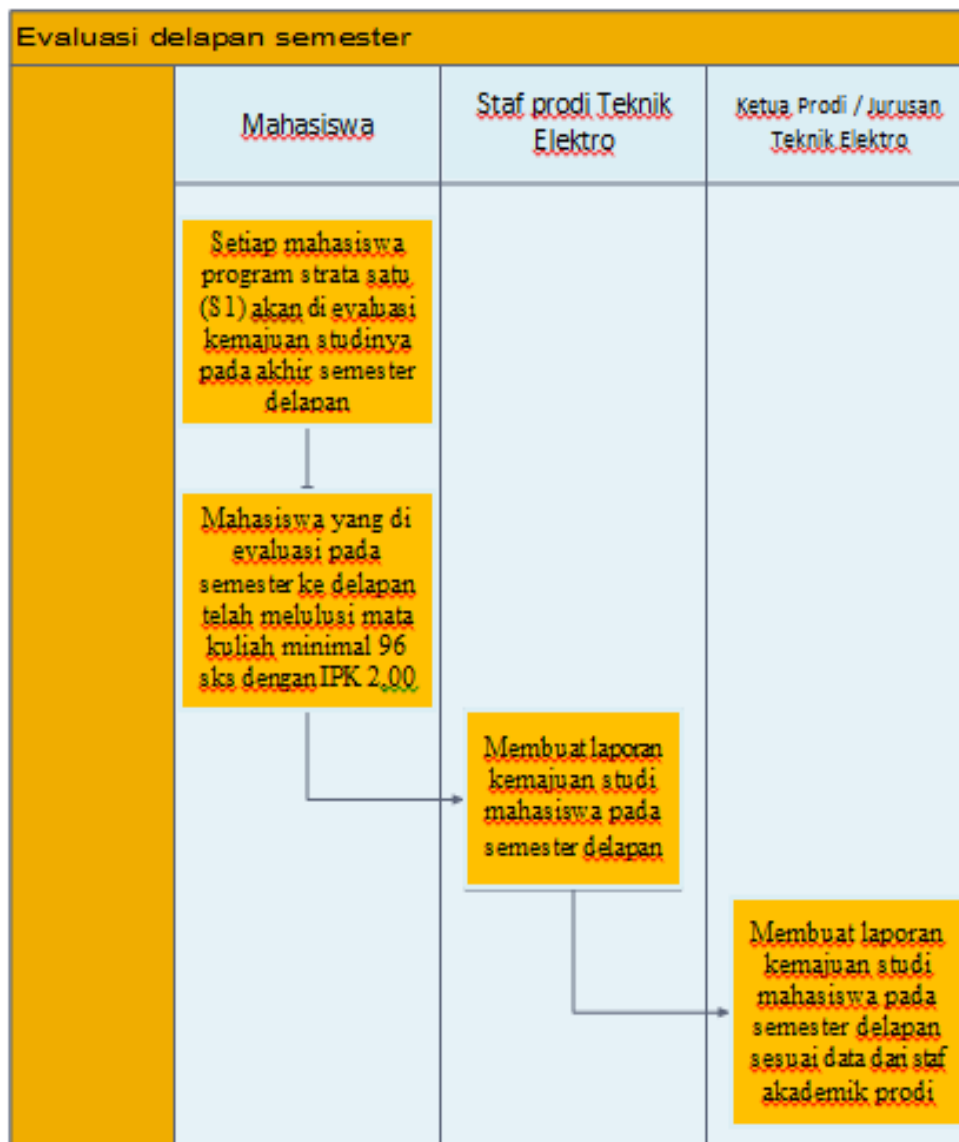 Evaluasi delapan semester
Mahasiswa
Staf prodi Teknik
Elektro
Ketua Prodi / Jurusan
Teknik Elektro
Setiap mahasiswa
program strata satu
(S1) akan di evaluasi
kemajuan studinya
pada akhir semester
delapan
Mahasiswa yang di
evaluasi pada
semester ke delapan
telah melulusi mata
kuliah minimal 96
sks dengan IPK 2,00
Membuat laporan
kemajuan studi
mahasiswa pada
semester delapan
Membuat laporan
kemajuan studi
mahasiswa pada
semester delapan
sesuai data dari staf
akademik prodi